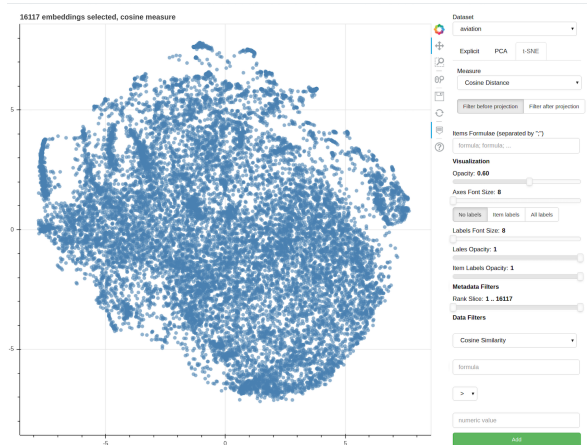 16117 embeddings selected, cosine measure
5
0
-5
-5
0
5
Dataset
aviation
Explicit PCA t-SNE
Measure
Cosine Distance
Filter before projection Filter after projection
Items Formulae (separated by ";")
formula; formula; ...
Visualization
Opacity: 0.60
Axes Font Size: 8
No labels Item labels All labels
Labels Font Size: 8
Lales Opacity: 1
Item Labels Opacity: 1
Metadata Filters
Rank Slice: 1 .. 16117
Data Filters
Cosine Similarity
formula
>
numeric value
Add